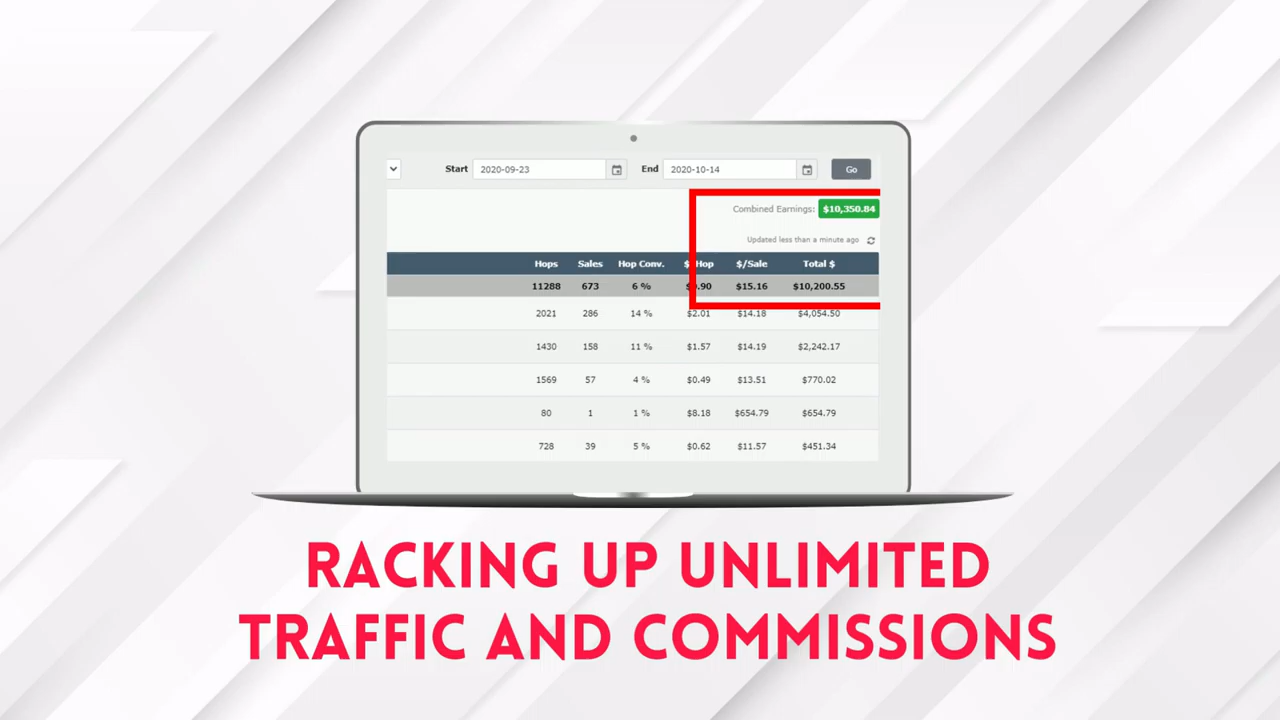 Start 2020-09-23 End 2020-10-14 Go
Combined Earnings: $10,350.84
Updated less than a minute ago
Hops Sales Hop Conv. $ Hop $/Sale Total $
11288 673 6 % $ .90 $15.16 $10,200.55
2021 286 14 % $2.01 $14.18 $4,054.50
1430 158 11 % $1.57 $14.19 $2,242.17
1569 57 4 % $0.49 $13.51 $770.02
80 1 1 % $8.18 $654.79 $654.79
728 39 5 % $0.62 $11.57 $451.34
RACKING UP UNLIMITED
TRAFFIC AND COMMISSIONS